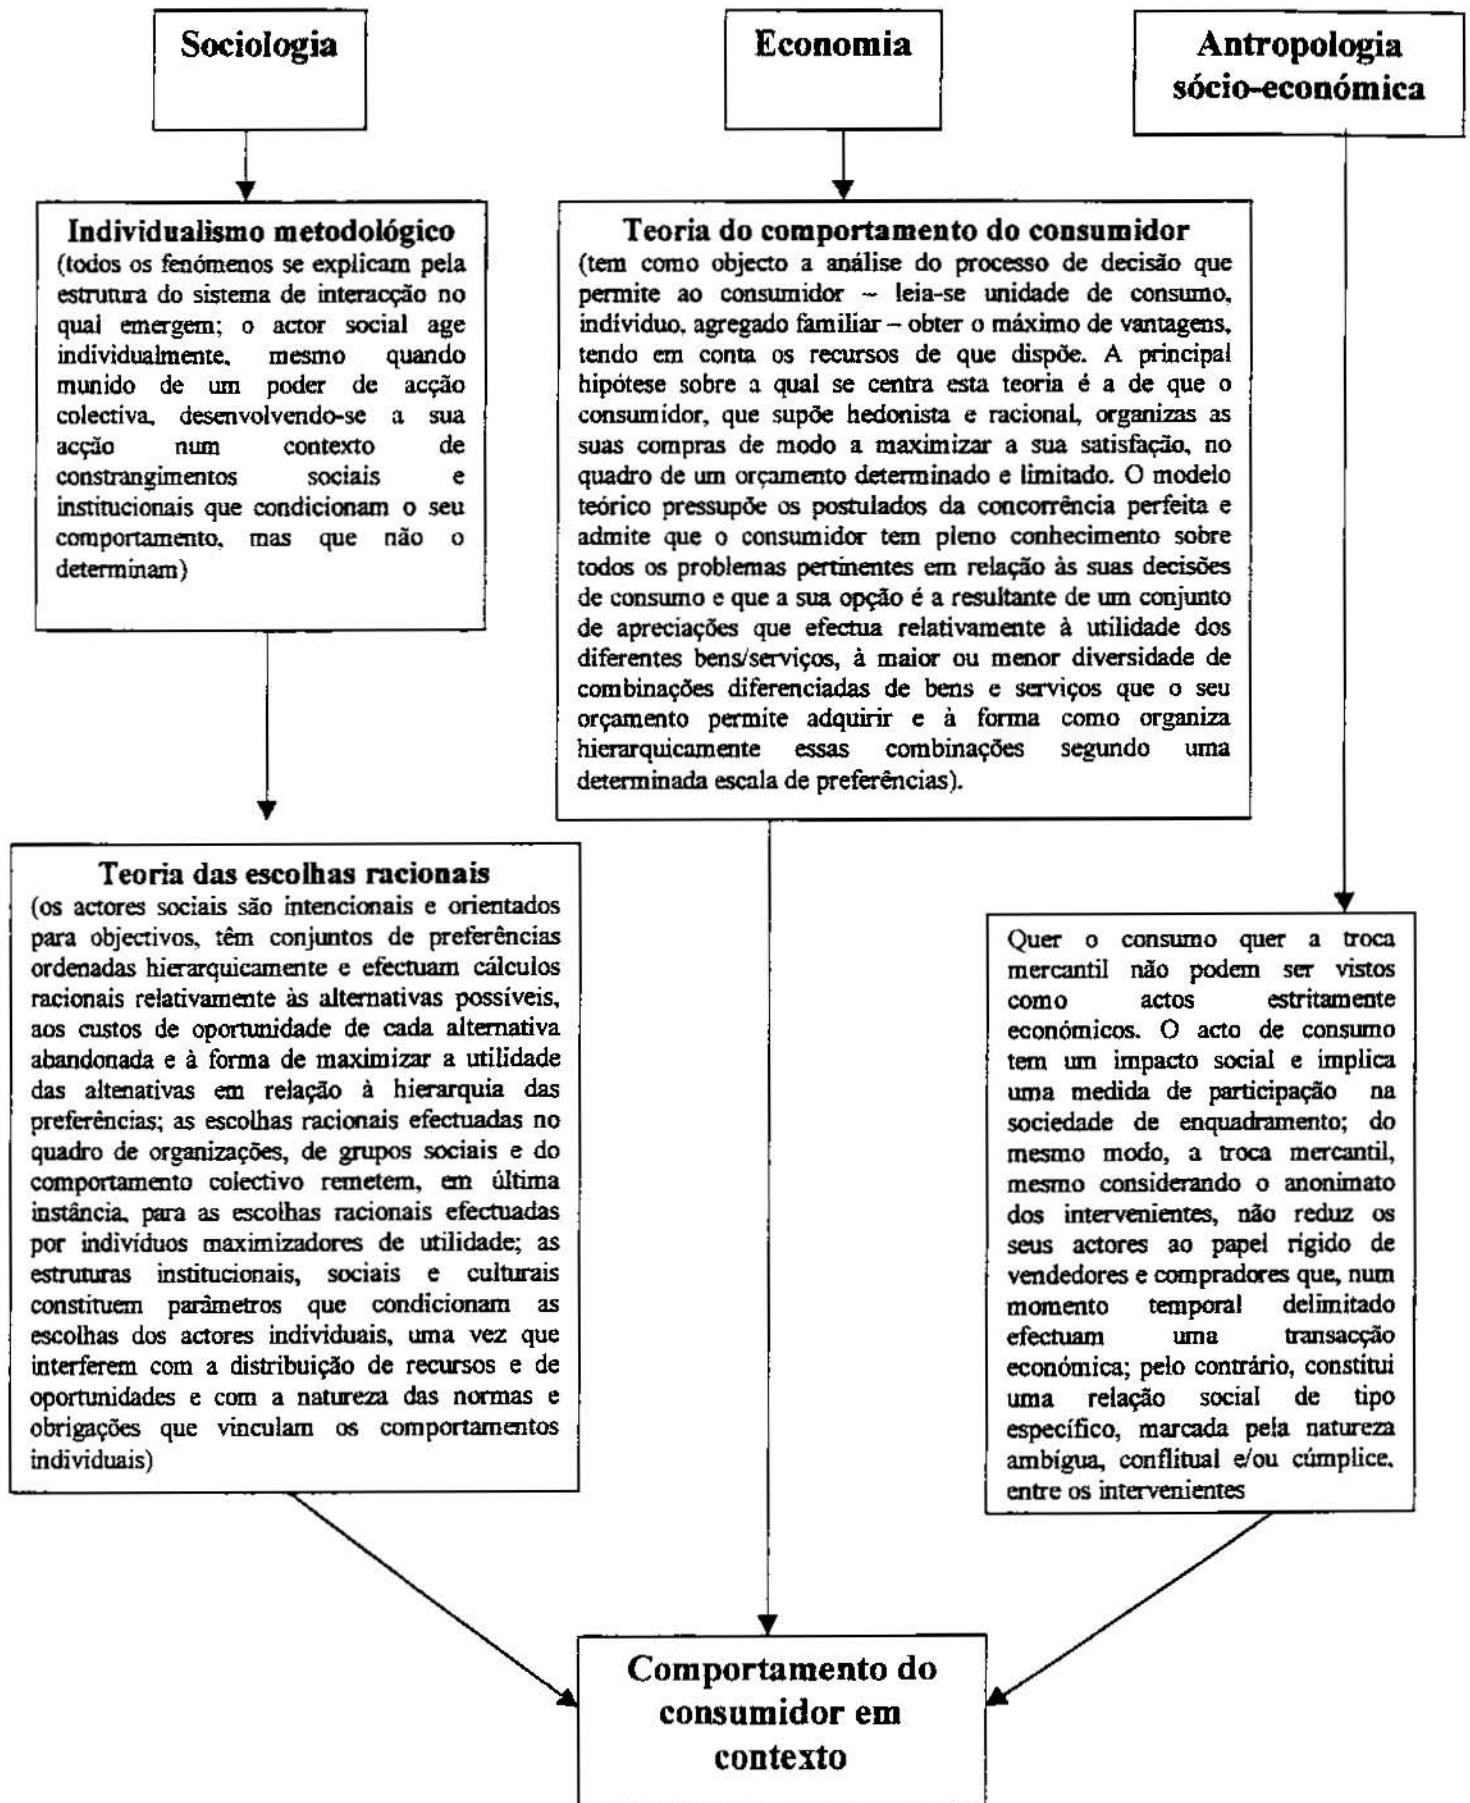 Sociologia
Economia
Antropologia
sócio-económica
Individualismo metodológico
(todos os fenómenos se explicam pela
estrutura do sistema de interacção no
qual emergem; o actor social age
individualmente, mesmo quando
munido de um poder de acção
colectiva, desenvolvendo-se a sua
acção num contexto de
constrangimentos sociais e
institucionais que condicionam o seu
comportamento, mas que não o
determinam)
Teoria do comportamento do consumidor
(tem como objecto a análise do processo de decisão que
permite ao consumidor – leia-se unidade de consumo,
indivíduo, agregado familiar – obter o máximo de vantagens,
tendo em conta os recursos de que dispõe. A principal
hipótese sobre a qual se centra esta teoria é a de que o
consumidor, que supõe hedonista e racional, organizas as
suas compras de modo a maximizar a sua satisfação, no
quadro de um orçamento determinado e limitado. O modelo
teórico pressupõe os postulados da concorrência perfeita e
admite que o consumidor tem pleno conhecimento sobre
todos os problemas pertinentes em relação às suas decisões
de consumo e que a sua opção é a resultante de um conjunto
de apreciações que efectua relativamente à utilidade dos
diferentes bens/serviços, à maior ou menor diversidade de
combinações diferenciadas de bens e serviços que o seu
orçamento permite adquirir e à forma como organiza
hierarquicamente essas combinações segundo uma
determinada escala de preferências).
Teoria das escolhas racionais
(os actores sociais são intencionais e orientados
para objectivos, têm conjuntos de preferências
ordenadas hierarquicamente e efectuam cálculos
racionais relativamente às alternativas possíveis,
aos custos de oportunidade de cada alternativa
abandonada e à forma de maximizar a utilidade
das altenativas em relação à hierarquia das
preferências; as escolhas racionais efectuadas no
quadro de organizações, de grupos sociais e do
comportamento colectivo remetem, em última
instância, para as escolhas racionais efectuadas
por indivíduos maximizadores de utilidade; as
estruturas institucionais, sociais e culturais
constituem parâmetros que condicionam as
escolhas dos actores individuais, uma vez que
interferem com a distribuição de recursos e de
oportunidades e com a natureza das normas e
obrigações que vinculam os comportamentos
individuais)
Quer o consumo quer a troca
mercantil não podem ser vistos
como actos estritamente
económicos. O acto de consumo
tem um impacto social e implica
uma medida de participação na
sociedade de enquadramento; do
mesmo modo, a troca mercantil,
mesmo considerando o anonimato
dos intervenientes, não reduz os
seus actores ao papel rígido de
vendedores e compradores que, num
momento temporal delimitado
efectuam uma transacção
económica; pelo contrário, constitui
uma relação social de tipo
específico, marcada pela natureza
ambígua, conflitual e/ou cúmplice,
entre os intervenientes
Comportamento do
consumidor em
contexto